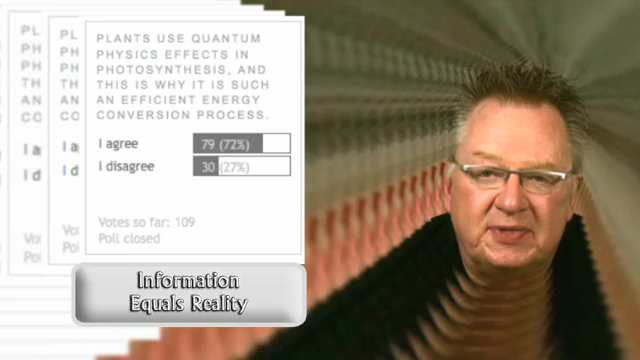 PLANTS USE QUANTUM
PHYSICS EFFECTS IN
PHOTOSYNTHESIS, AND
THIS IS WHY IT IS SUCH
AN EFFICIENT ENERGY
CONVERSION PROCESS.
I agree 79 (72%)
I disagree 30 (27%)
Votes so far: 109
Poll closed
Information
Equals Reality